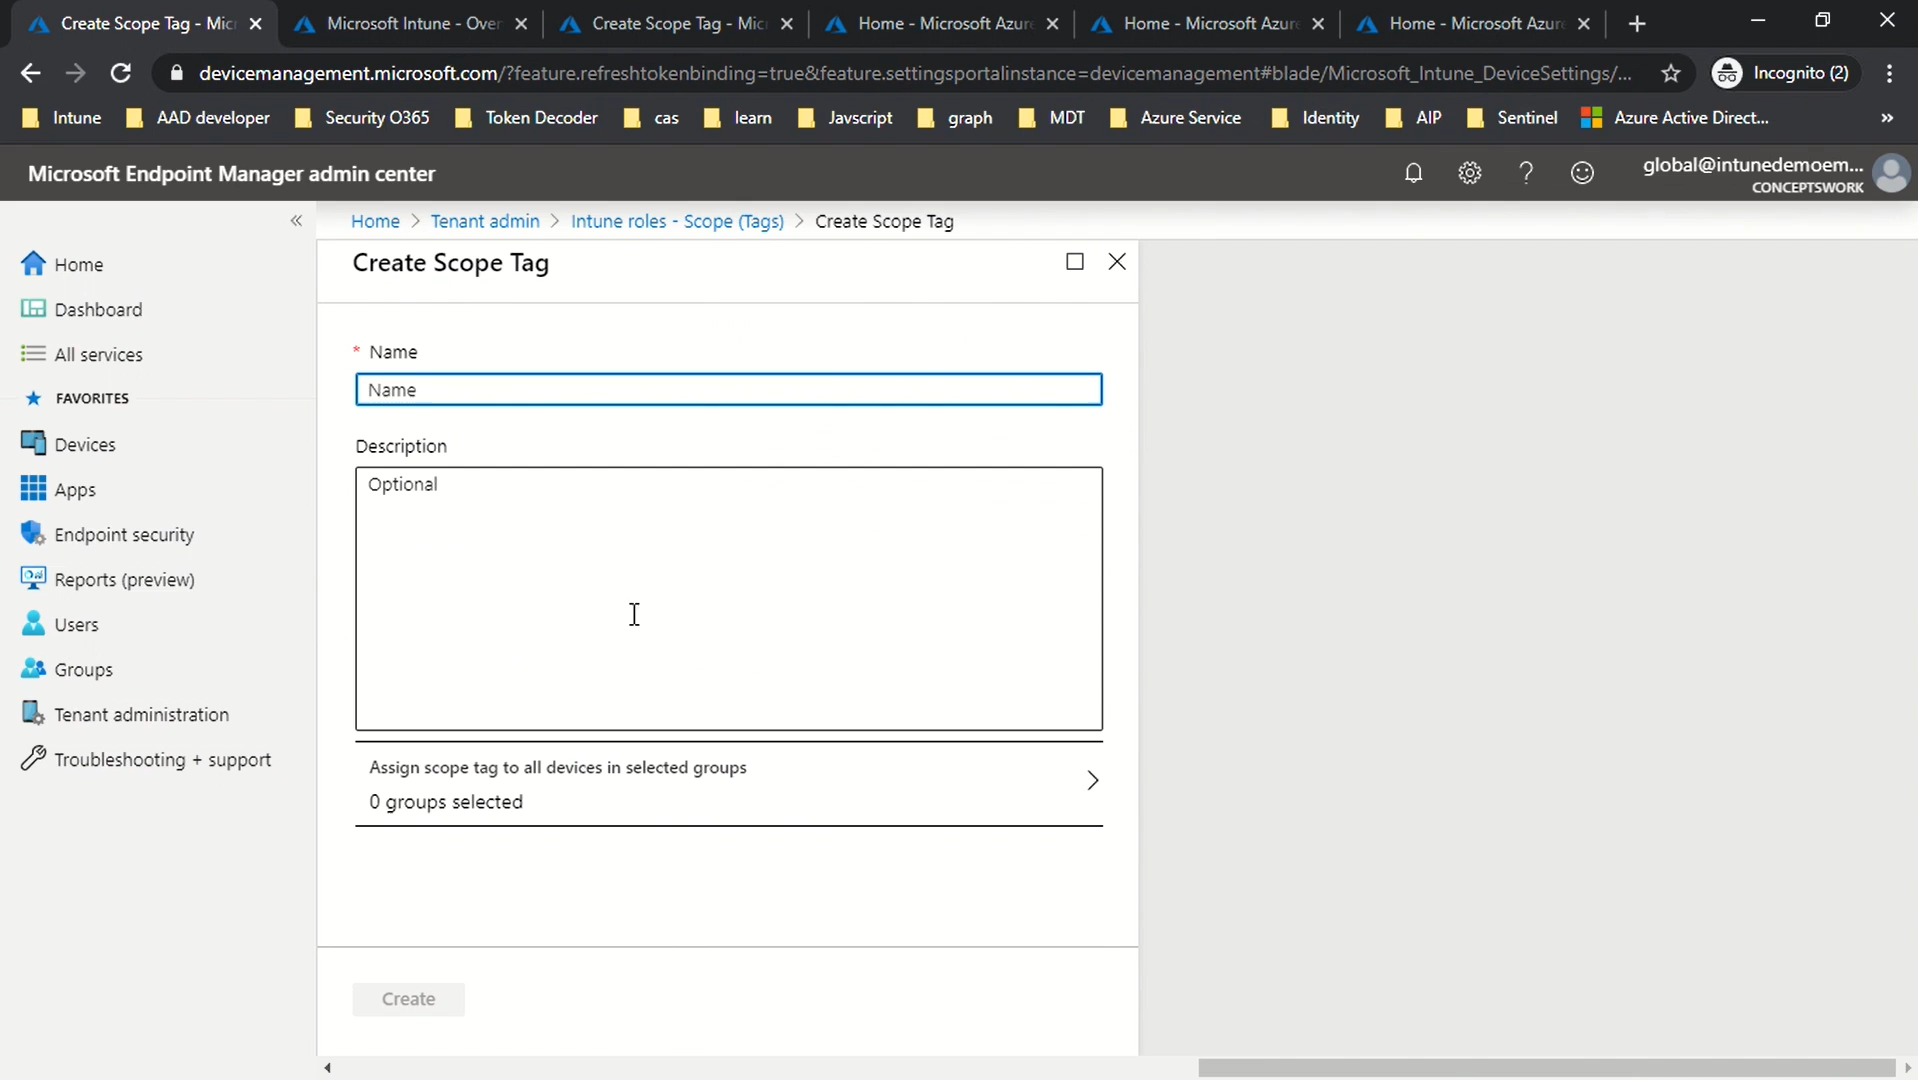 Create Scope Tag - Mic
Microsoft Intune - Over
Create Scope Tag - Mic
Home - Microsoft Azure
Home - Microsoft Azure
Home - Microsoft Azure
devicemanagement.microsoft.com/?feature.refreshtokenbinding=true&feature.settingsportalinstance=devicemanagement#blade/Microsoft_Intune_DeviceSettings/...
Incognito (2)
Intune
AAD developer
Security O365
Token Decoder
cas
learn
Javscript
graph
MDT
Azure Service
Identity
AIP
Sentinel
Azure Active Direct...
»
Microsoft Endpoint Manager admin center
global@intunedemoem...
CONCEPTSWORK
Home > Tenant admin > Intune roles - Scope (Tags) > Create Scope Tag
Home
Dashboard
All services
FAVORITES
Devices
Apps
Endpoint security
Reports (preview)
Users
Groups
Tenant administration
Troubleshooting + support
Create Scope Tag
* Name
Name
Description
Optional
Assign scope tag to all devices in selected groups
0 groups selected
Create